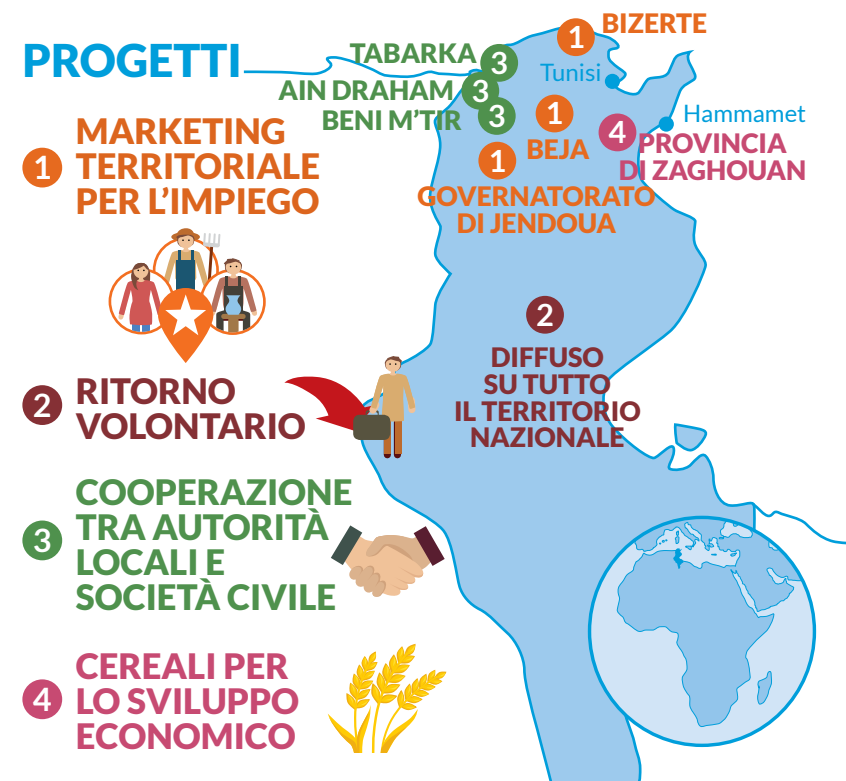 PROGETTI
1
MARKETING
TERRITORIALE
PER L'IMPIEGO
2
RITORNO
VOLONTARIO
3
COOPERAZIONE
TRA AUTORITÀ
LOCALI E
SOCIETÀ CIVILE
4
CEREALI PER
LO SVILUPPO
ECONOMICO
1
BIZERTE
TABARKA
3
Tunisi
AIN DRAHAM
3
BENI M'TIR
3
1
BEJA
Hammamet
4
PROVINCIA
DI ZAGHOUAN
1
GOVERNATORATO
DI JENDOUA
2
DIFFUSO
SU TUTTO
IL TERRITORIO
NAZIONALE